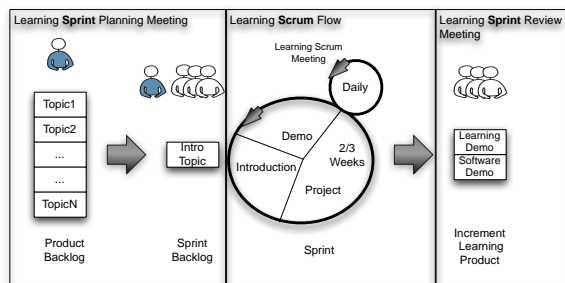 Learning Sprint Planning Meeting
Topic1
Topic2
...
...
TopicN
Product
Backlog
Intro
Topic
Sprint
Backlog
Learning Scrum Flow
Learning Scrum
Meeting
Daily
Demo
2/3
Weeks
Introduction
Project
Sprint
Learning Sprint Review
Meeting
Learning
Demo
Software
Demo
Increment
Learning
Product